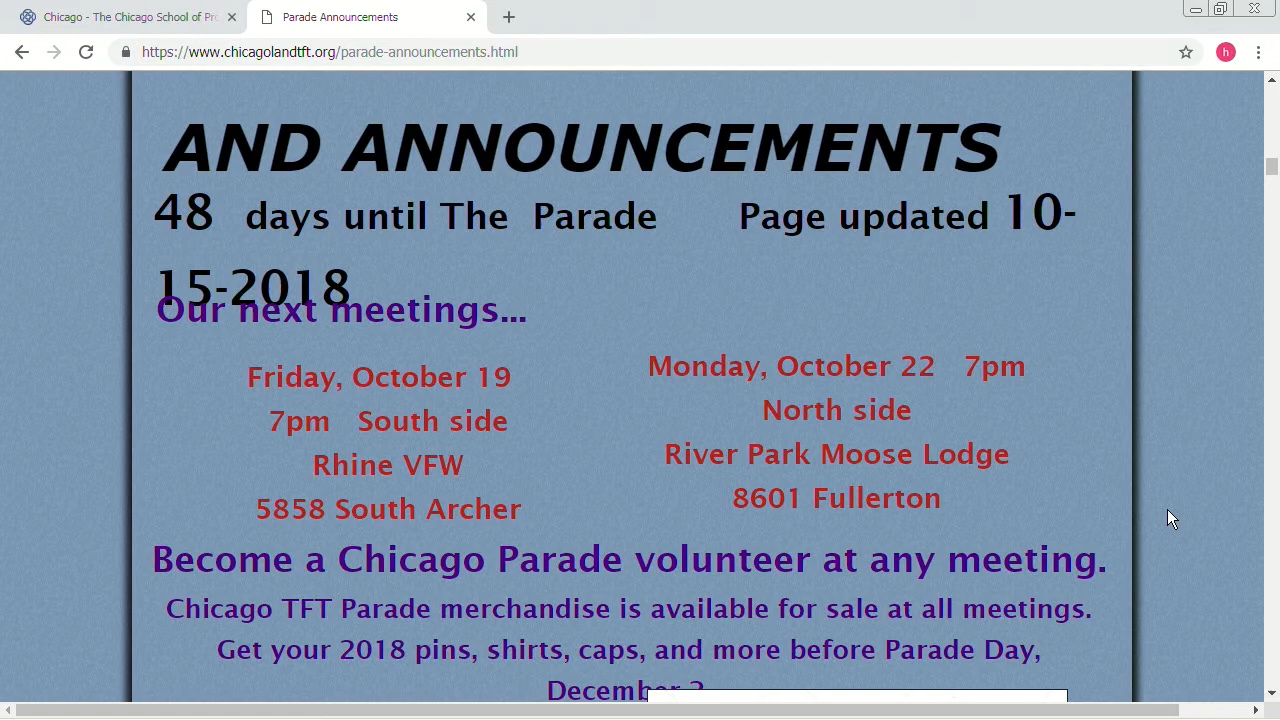 Chicago - The Chicago School of Pro
Parade Announcements
https://www.chicagolandtft.org/parade-announcements.html
h
AND ANNOUNCEMENTS
48 days until The Parade Page updated 10-
15-2018
Our next meetings...
Friday, October 19
7pm South side
Rhine VFW
5858 South Archer
Monday, October 22 7pm
North side
River Park Moose Lodge
8601 Fullerton
Become a Chicago Parade volunteer at any meeting.
Chicago TFT Parade merchandise is available for sale at all meetings.
Get your 2018 pins, shirts, caps, and more before Parade Day,
December